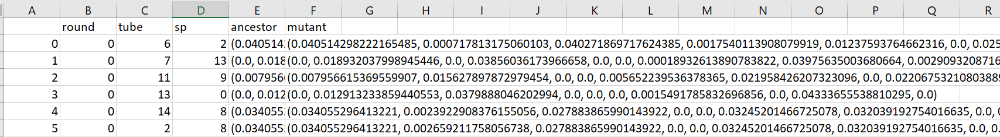 A B C D E F G H I J K L M N O P Q R
round tube sp ancestor mutant
0 0 6 2 (0.040514 (0.040514298222165485, 0.000717813175060103, 0.040271869717624385, 0.0017540113908079919, 0.01237593764662316, 0.0, 0.025
1 0 7 13 (0.0, 0.018 (0.0, 0.018932037998945446, 0.0, 0.03856036173966658, 0.0, 0.0, 0.00018932613890783822, 0.03975635003680664, 0.0029093208716
2 0 11 9 (0.007956 (0.007956615369559907, 0.015627897872979454, 0.0, 0.0, 0.005652239536378365, 0.021958426207323096, 0.0, 0.02206753210803889
3 0 13 0 (0.0, 0.012 (0.0, 0.012913233859440553, 0.0379888046202994, 0.0, 0.0, 0.0, 0.0015491785832696856, 0.0, 0.04333655538810295, 0.0)
4 0 14 8 (0.034055 (0.034055296413221, 0.0023922908376155056, 0.027883865990143922, 0.0, 0.0, 0.03245201466725078, 0.032039192754016635, 0.0, 
5 0 2 8 (0.034055 (0.034055296413221, 0.002659211758056738, 0.027883865990143922, 0.0, 0.0, 0.03245201466725078, 0.032039192754016635, 0.0, 0.